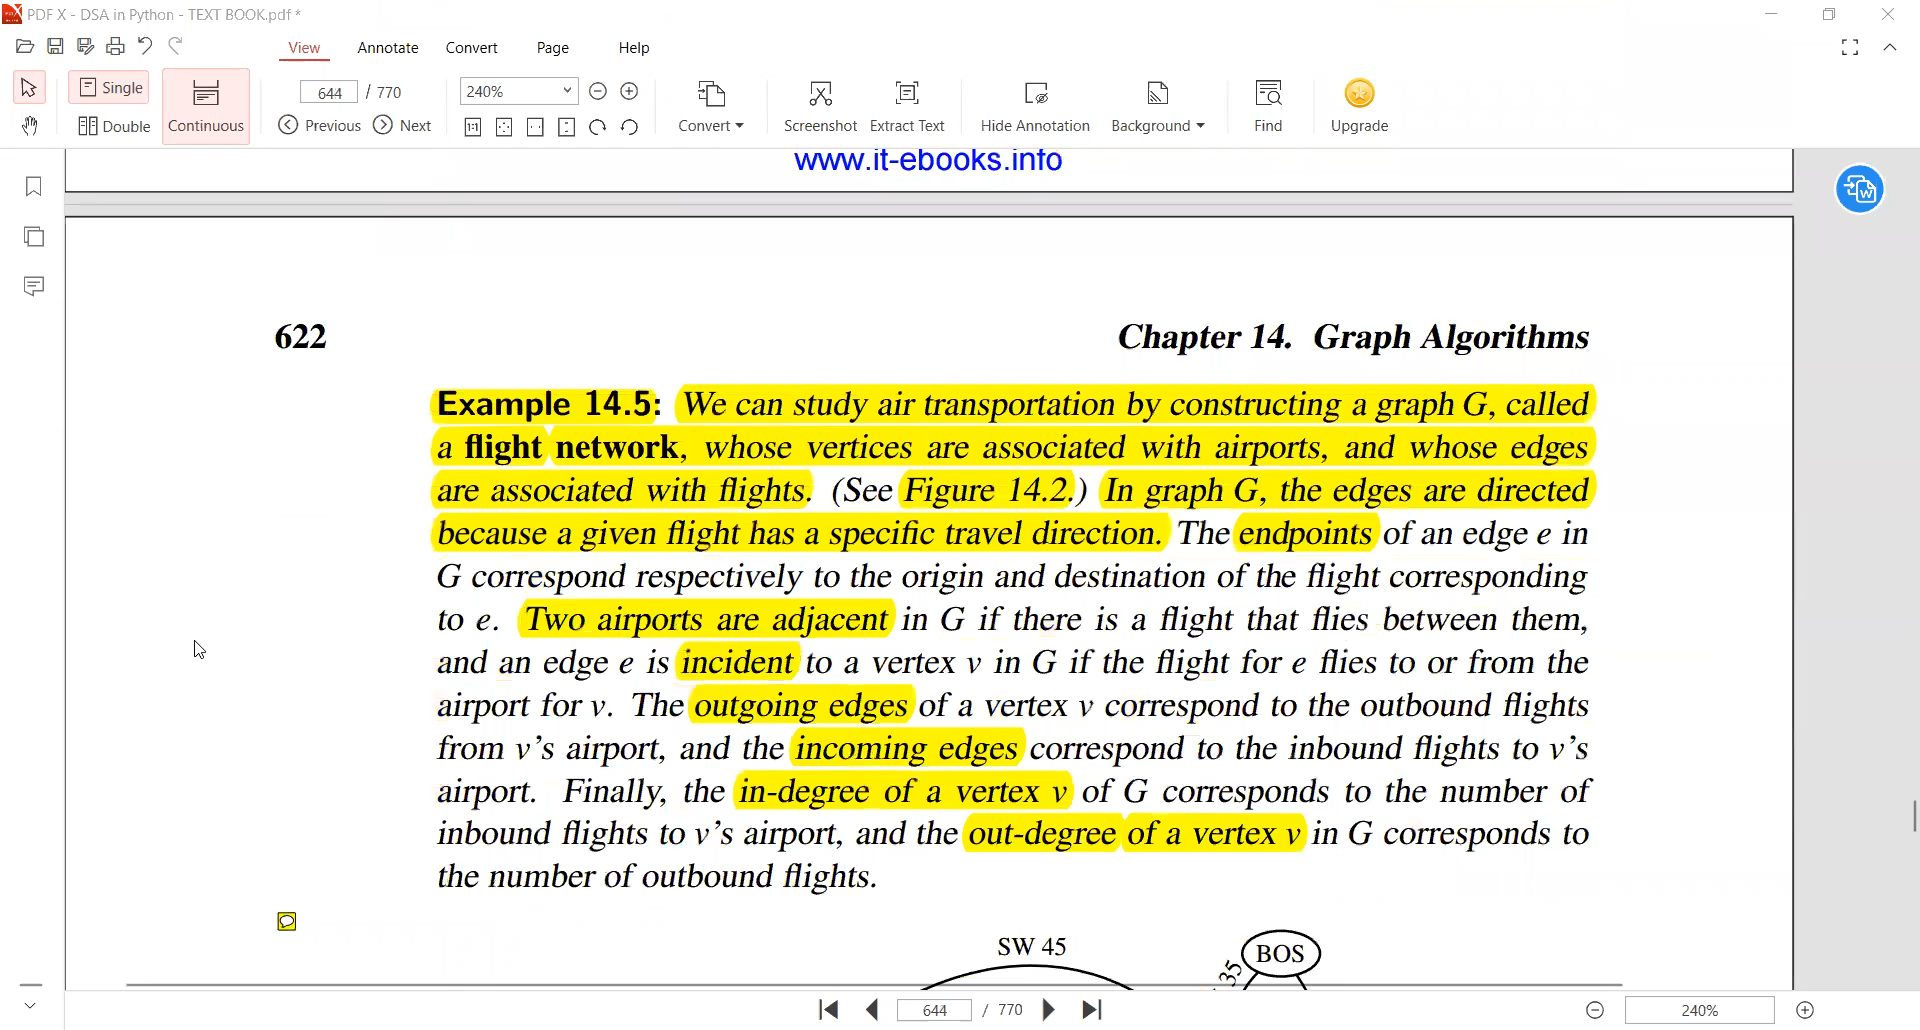 PDF X - DSA in Python - TEXT BOOK.pdf *
View Annotate Convert Page Help
Single 644 / 770 240%
Double Continuous Previous Next 1:1 Convert Screenshot Extract Text Hide Annotation Background Find Upgrade
www.it-ebooks.info
622 Chapter 14. Graph Algorithms
Example 14.5: We can study air transportation by constructing a graph G, called
a flight network, whose vertices are associated with airports, and whose edges
are associated with flights. (See Figure 14.2.) In graph G, the edges are directed
because a given flight has a specific travel direction. The endpoints of an edge e in
G correspond respectively to the origin and destination of the flight corresponding
to e. Two airports are adjacent in G if there is a flight that flies between them,
and an edge e is incident to a vertex v in G if the flight for e flies to or from the
airport for v. The outgoing edges of a vertex v correspond to the outbound flights
from v’s airport, and the incoming edges correspond to the inbound flights to v’s
airport. Finally, the in-degree of a vertex v of G corresponds to the number of
inbound flights to v’s airport, and the out-degree of a vertex v in G corresponds to
the number of outbound flights.
SW 45
BOS
35
644 / 770 240%